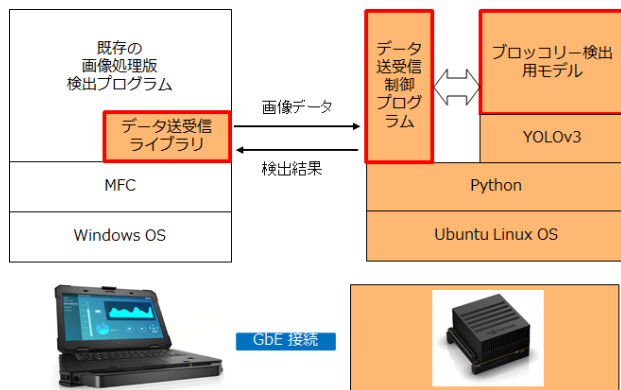 既存の
画像処理版
検出プログラム
データ送受信
ライブラリ
MFC
Windows OS
画像データ
検出結果
データ
送受信
制御
プログ
ラム
ブロッコリー検出
用モデル
YOLOv3
Python
Ubuntu Linux OS
GbE 接続